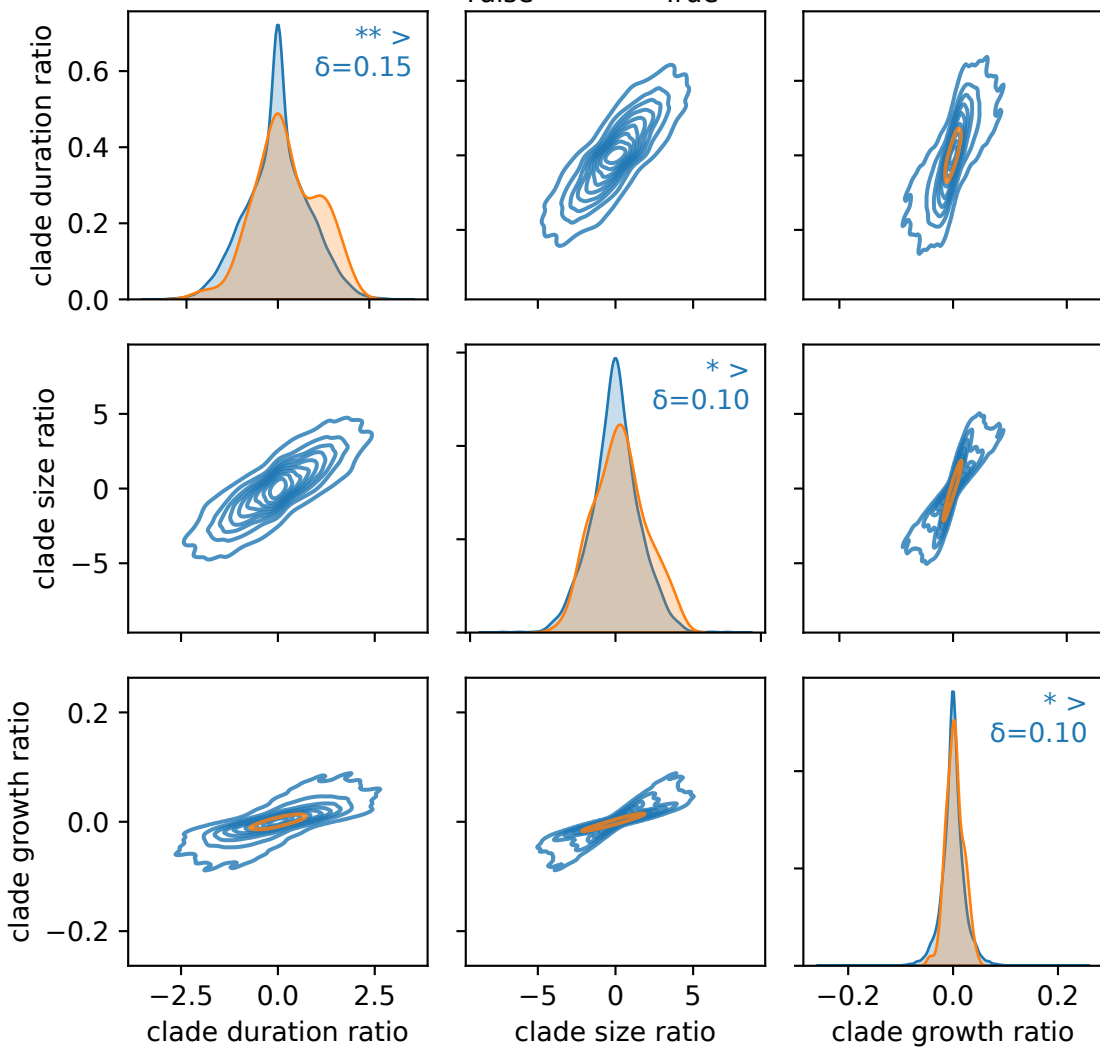 ** >
δ=0.15
clade duration ratio
0.6
0.4
0.2
0.0
* >
δ=0.10
clade size ratio
5
0
−5
* >
δ=0.10
clade growth ratio
0.2
0.0
−0.2
−2.5 0.0 2.5
−5 0 5
−0.2 0.0 0.2
clade duration ratio
clade size ratio
clade growth ratio